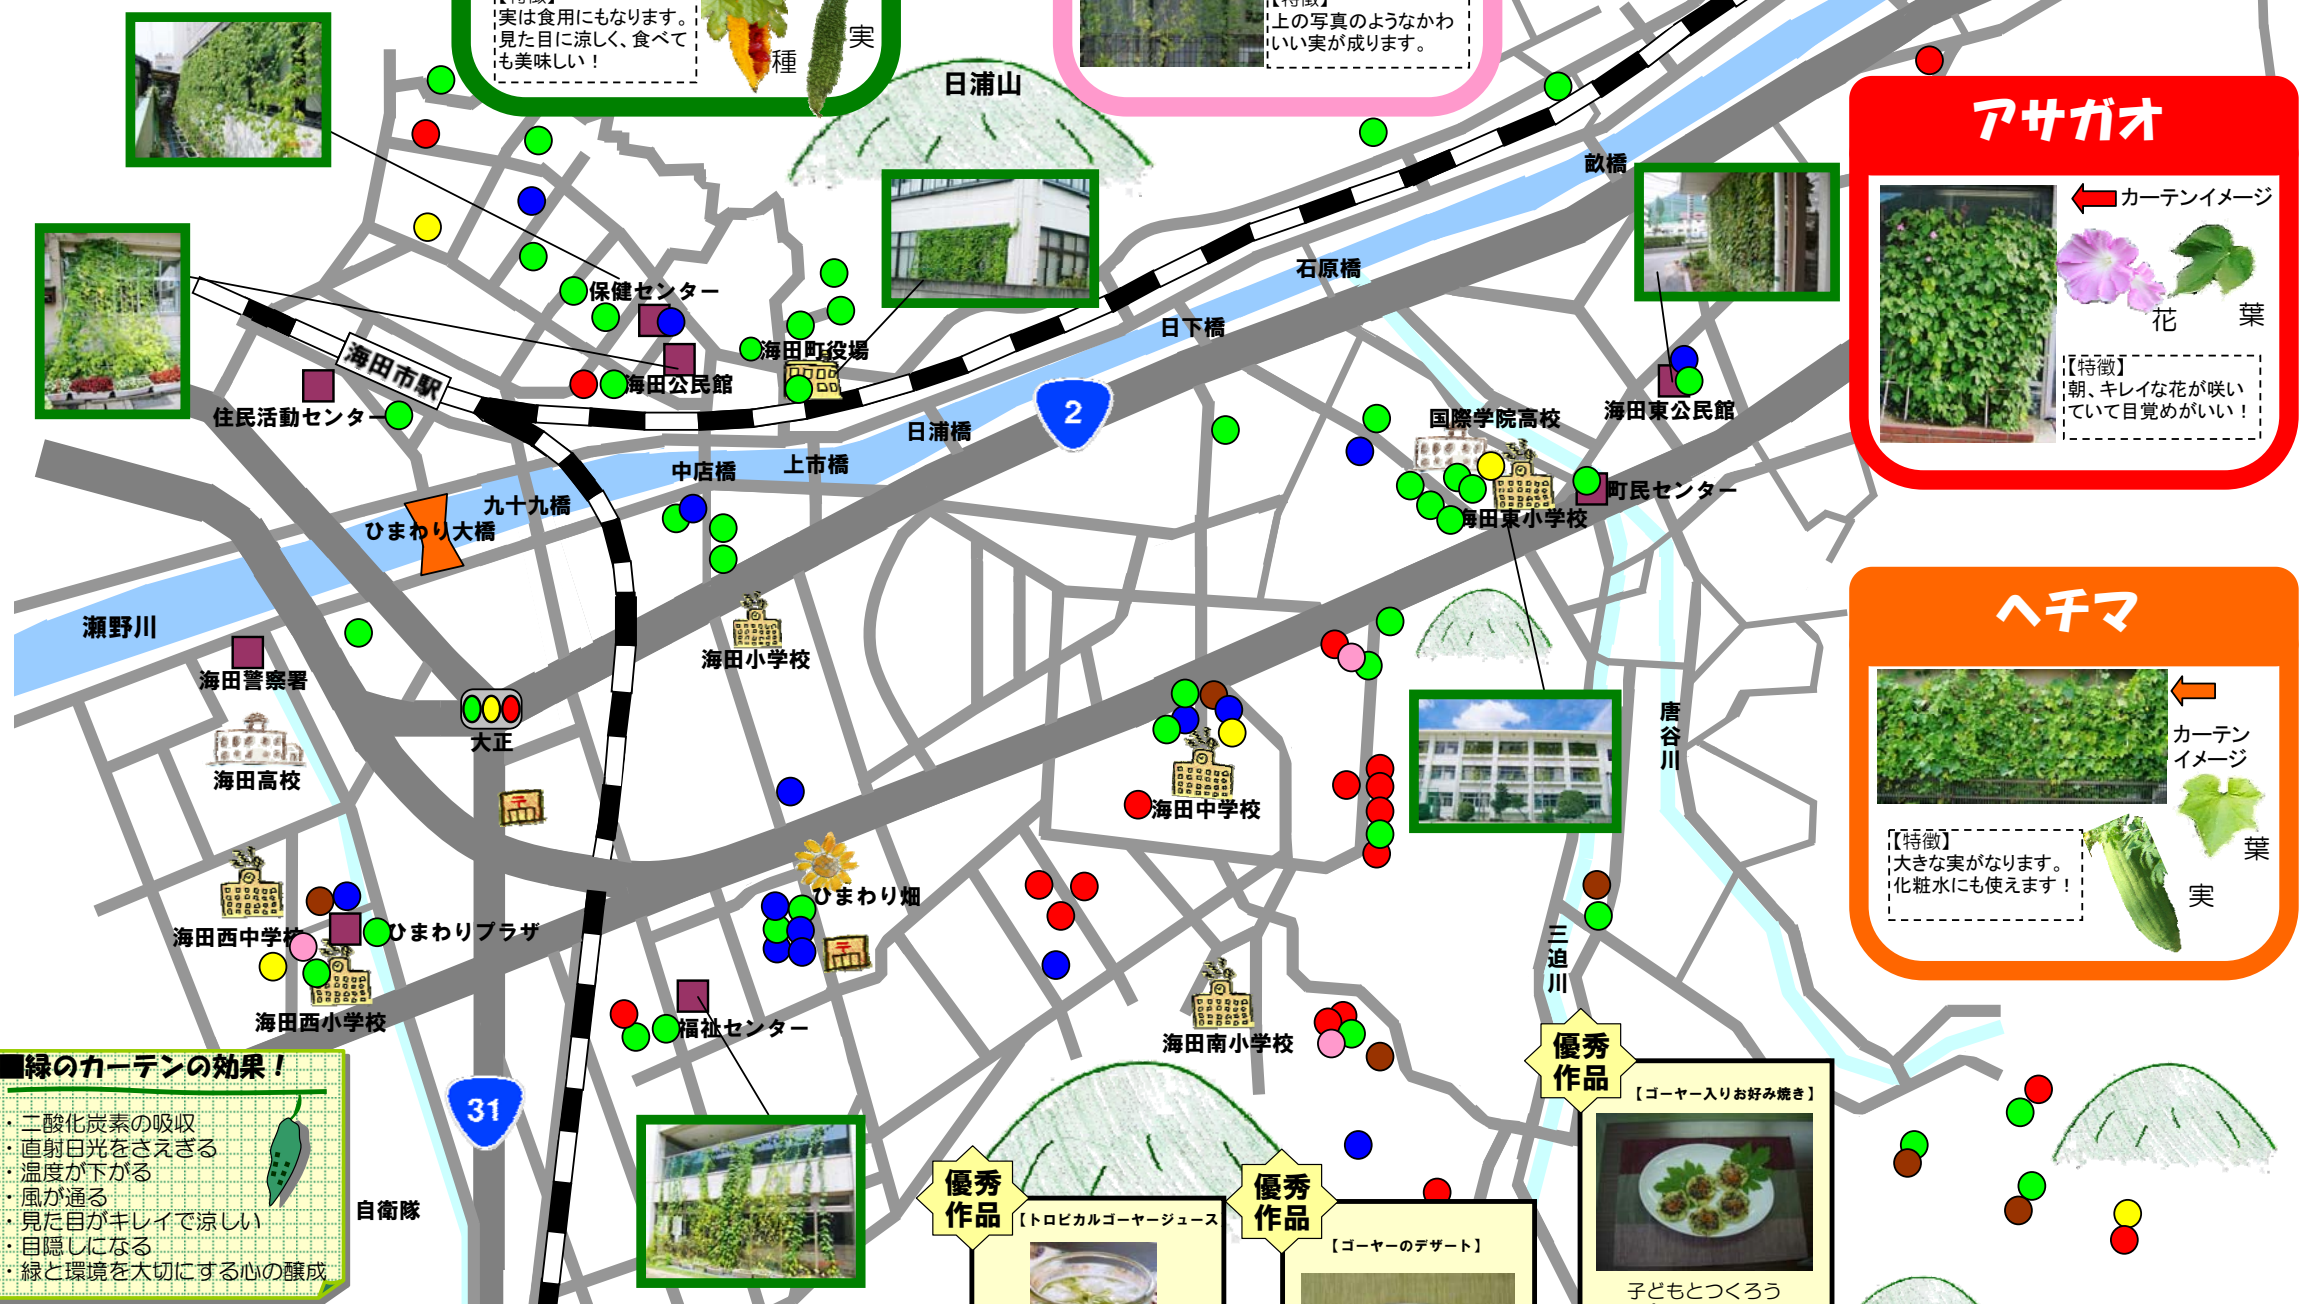 実は食用にもなります。
見た目に涼しく、食べて
も美味しい！
種
実
上の写真のようなかわ
いい実が成ります。
日浦山
畝橋
アサガオ
カーテンイメージ
花
葉
【特徴】
朝、キレイな花が咲い
ていて目覚めがいい！
石原橋
日下橋
保健センター
海田町役場
海田公民館
海田市駅
住民活動センター
2
日浦橋
上市橋
中店橋
九十九橋
ひまわり大橋
国際学院高校
海田東公民館
町民センター
海田東小学校
瀬野川
海田警察署
海田小学校
大正
海田高校
海田中学校
唐谷川
ヘチマ
カーテン
イメージ
葉
実
【特徴】
大きな実がなります。
化粧水にも使えます！
ひまわり畑
海田西中学校
ひまわりプラザ
海田西小学校
福祉センター
海田南小学校
三迫川
■緑のカーテンの効果！
・二酸化炭素の吸収
・直射日光をさえぎる
・温度が下がる
・風が通る
・見た目がキレイで涼しい
・目隠しになる
・緑と環境を大切にする心の醸成
31
自衛隊
優秀
作品
【トロピカルゴーヤージュース
優秀
作品
【ゴーヤーのデザート】
優秀
作品
【ゴーヤー入りお好み焼き】
子どもとつくろう